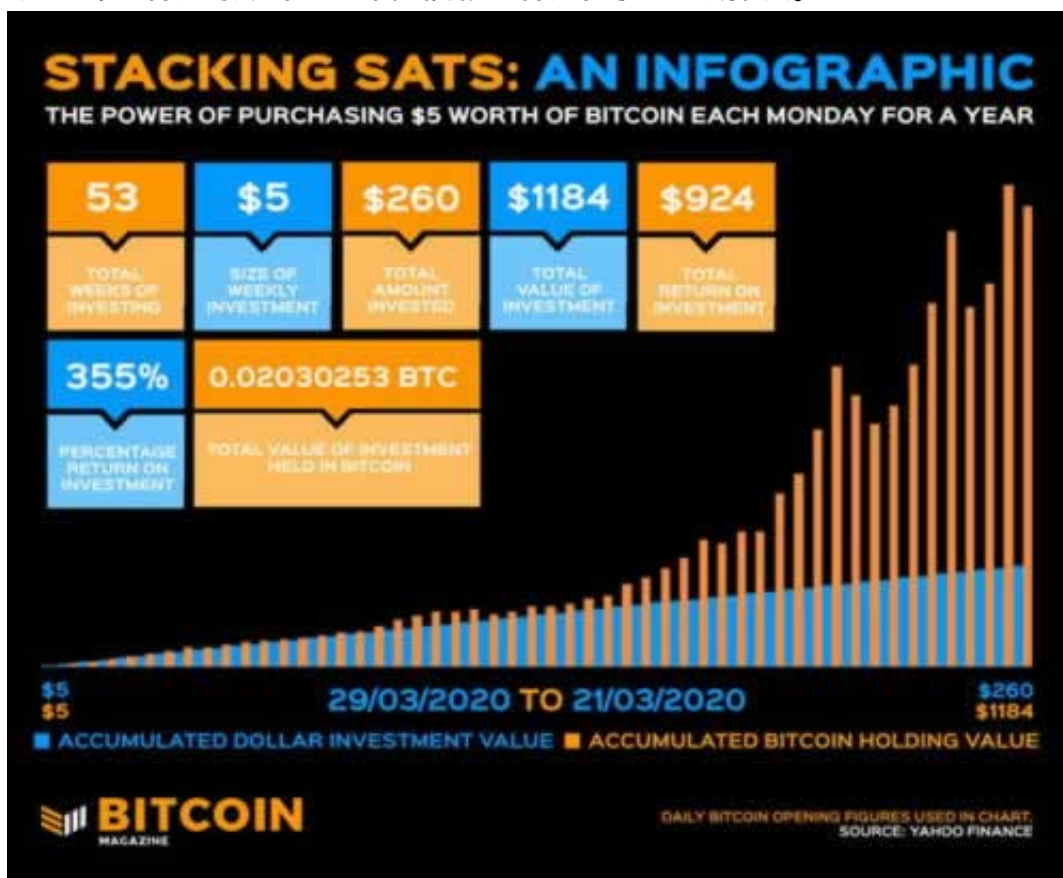 STACKING SATS: AN INFOGRAPHIC
THE POWER OF PURCHASING $5 WORTH OF BITCOIN EACH MONDAY FOR A YEAR
53
TOTAL
WEEKS OF
INVESTING
$5
SIZE OF
WEEKLY
INVESTMENT
$260
TOTAL
AMOUNT
INVESTED
$1184
TOTAL
VALUE OF
INVESTMENT
$924
TOTAL
RETURN ON
INVESTMENT
355%
PERCENTAGE
RETURN ON
INVESTMENT
0.02030253 BTC
TOTAL VALUE OF INVESTMENT
HELD IN BITCOIN
$5
$5
29/03/2020 TO 21/03/2020
$260
$1184
ACCUMULATED DOLLAR INVESTMENT VALUE
ACCUMULATED BITCOIN HOLDING VALUE
BITCOIN
MAGAZINE
DAILY BITCOIN OPENING FIGURES USED IN CHART.
SOURCE: YAHOO FINANCE